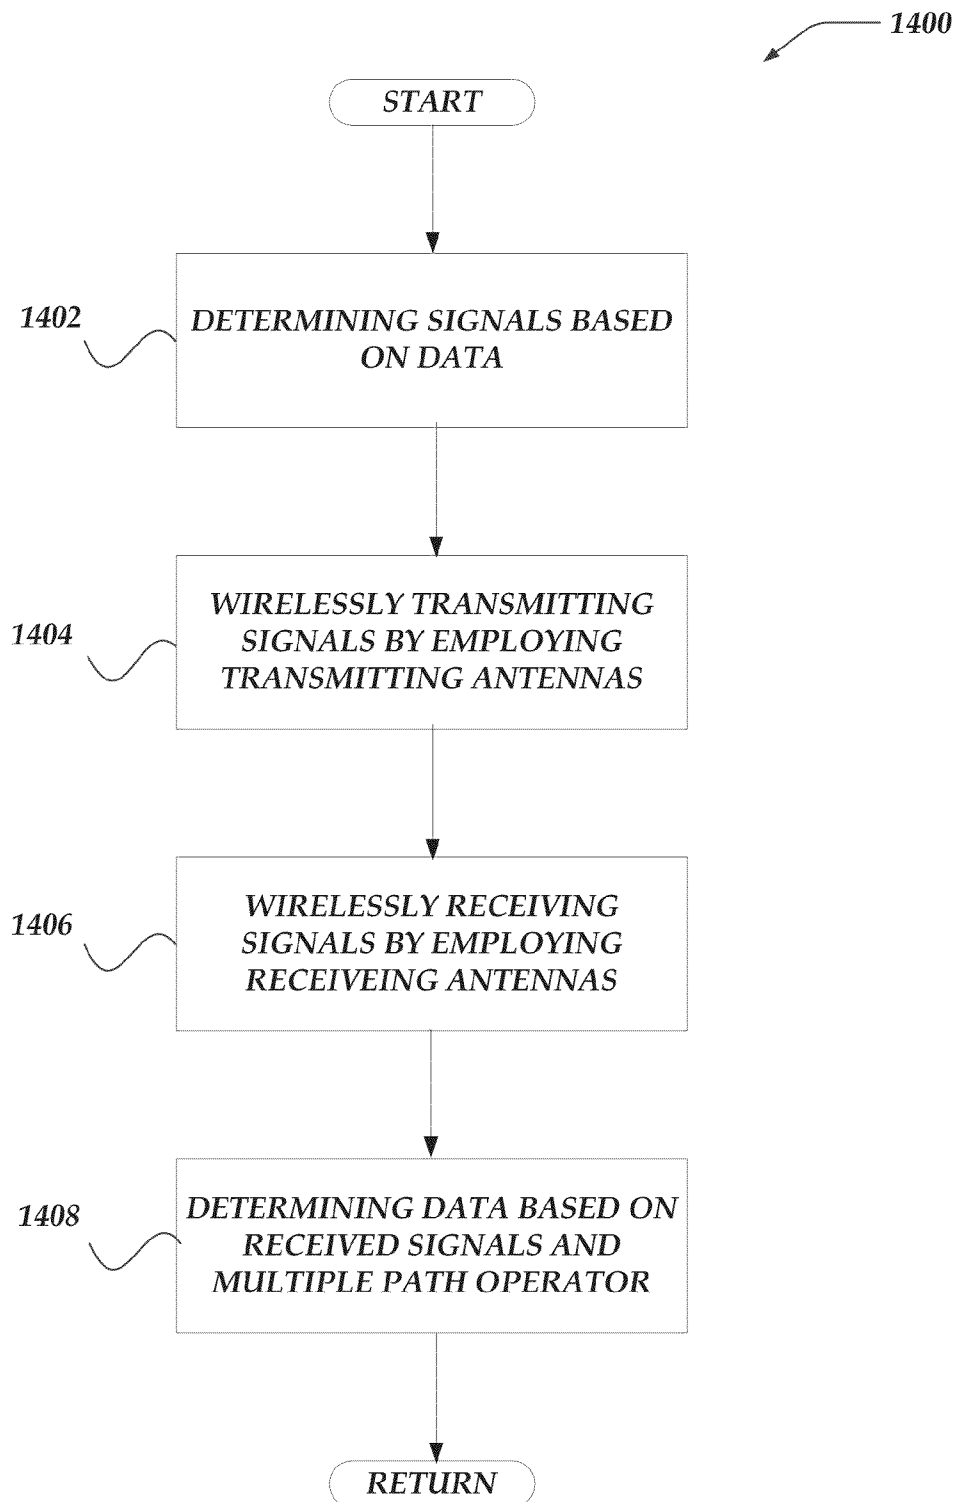 1400
START
1402
DETERMINING SIGNALS BASED
ON DATA
1404
WIRELESSLY TRANSMITTING
SIGNALS BY EMPLOYING
TRANSMITTING ANTENNAS
1406
WIRELESSLY RECEIVING
SIGNALS BY EMPLOYING
RECEIVEING ANTENNAS
1408
DETERMINING DATA BASED ON
RECEIVED SIGNALS AND
MULTIPLE PATH OPERATOR
RETURN